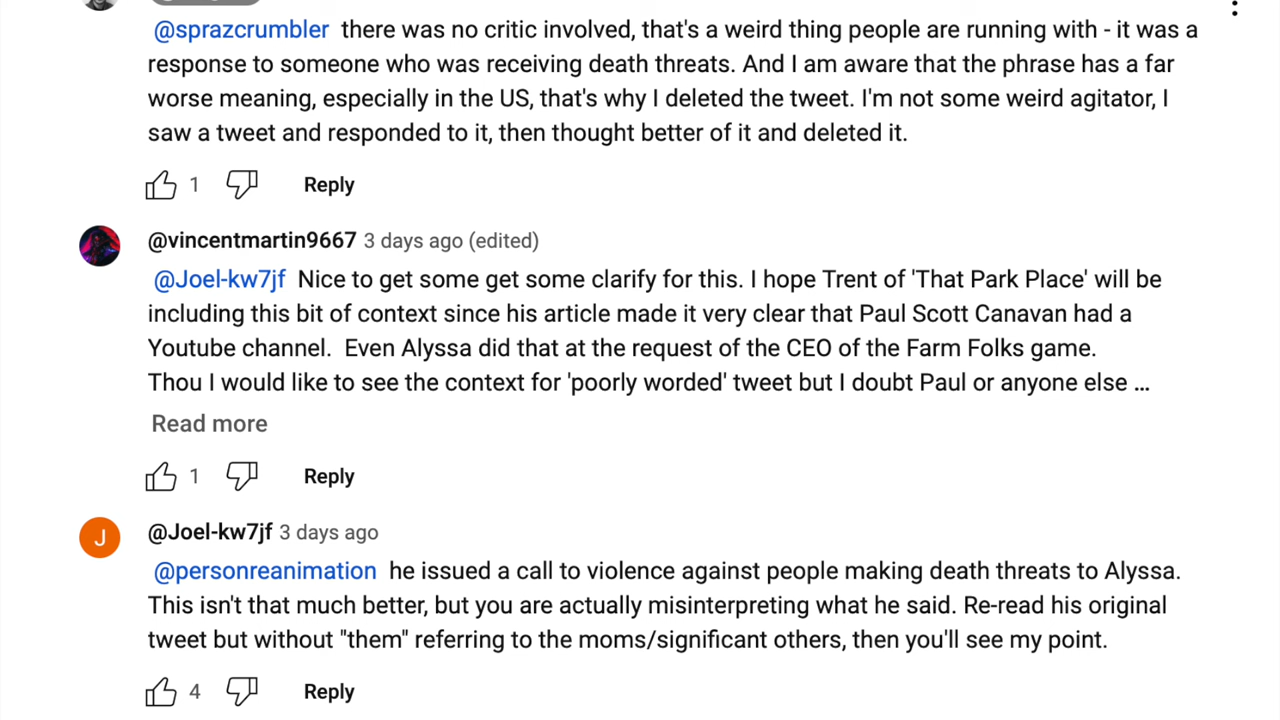 @sprazcrumbler there was no critic involved, that's a weird thing people are running with - it was a
response to someone who was receiving death threats. And I am aware that the phrase has a far
worse meaning, especially in the US, that's why I deleted the tweet. I'm not some weird agitator, I
saw a tweet and responded to it, then thought better of it and deleted it.
1 Reply
@vincentmartin9667 3 days ago (edited)
@Joel-kw7jf Nice to get some get some clarify for this. I hope Trent of 'That Park Place' will be
including this bit of context since his article made it very clear that Paul Scott Canavan had a
Youtube channel. Even Alyssa did that at the request of the CEO of the Farm Folks game.
Thou I would like to see the context for 'poorly worded' tweet but I doubt Paul or anyone else ...
Read more
1 Reply
J @Joel-kw7jf 3 days ago
@personreanimation he issued a call to violence against people making death threats to Alyssa.
This isn't that much better, but you are actually misinterpreting what he said. Re-read his original
tweet but without "them" referring to the moms/significant others, then you'll see my point.
4 Reply